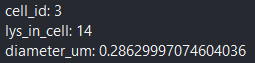 cell_id: 3
lys_in_cell: 14
diameter_um: 0.28629997074604036